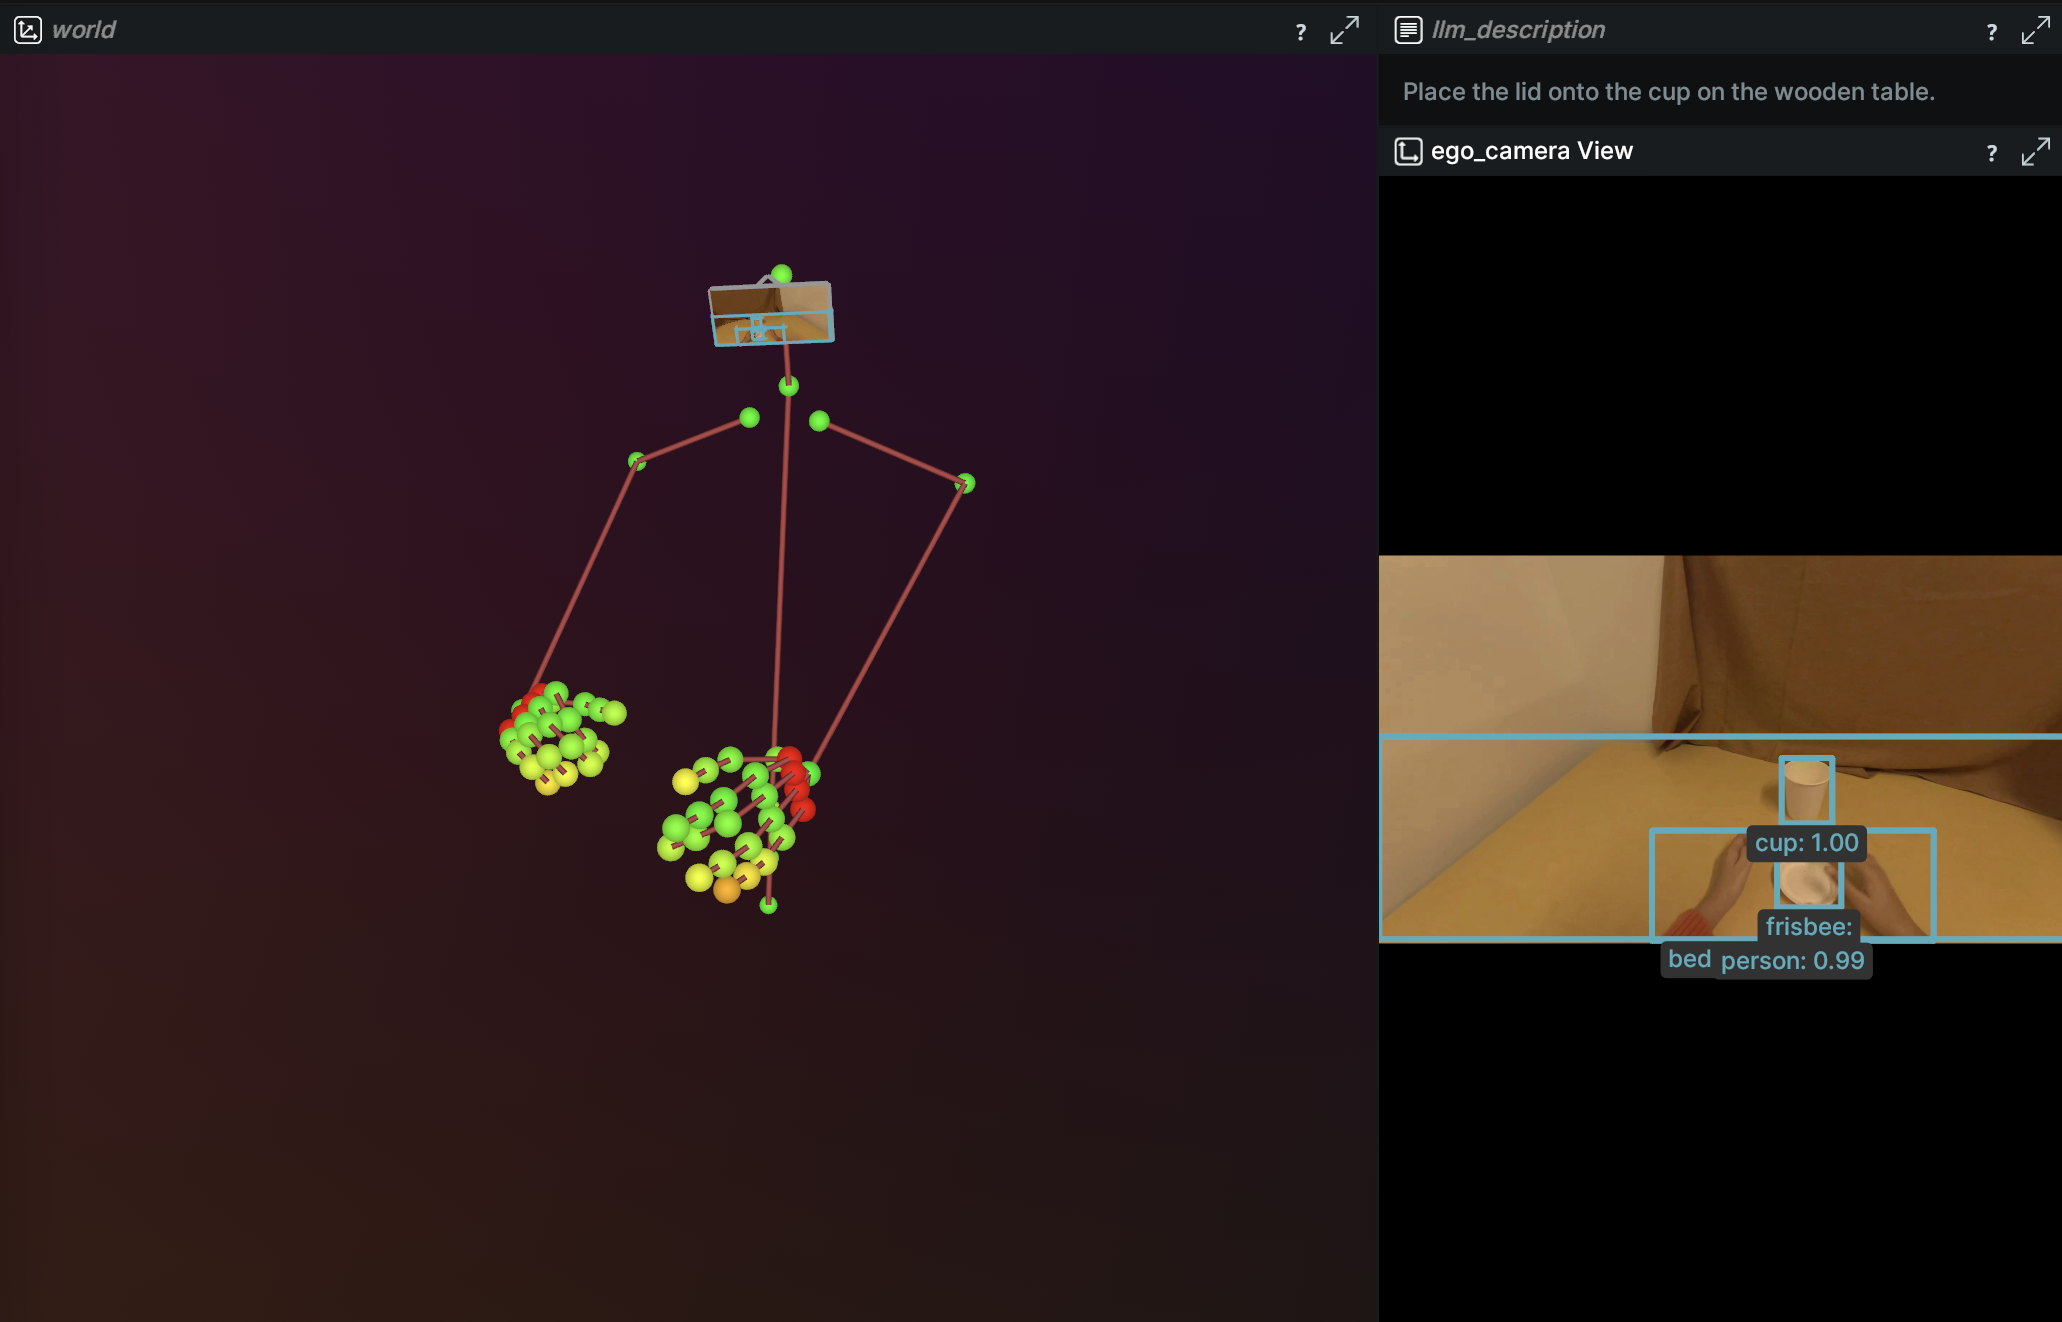 world
?
llm_description
?
Place the lid onto the cup on the wooden table.
ego_camera View
?
cup: 1.00
frisbee:
bed
person: 0.99